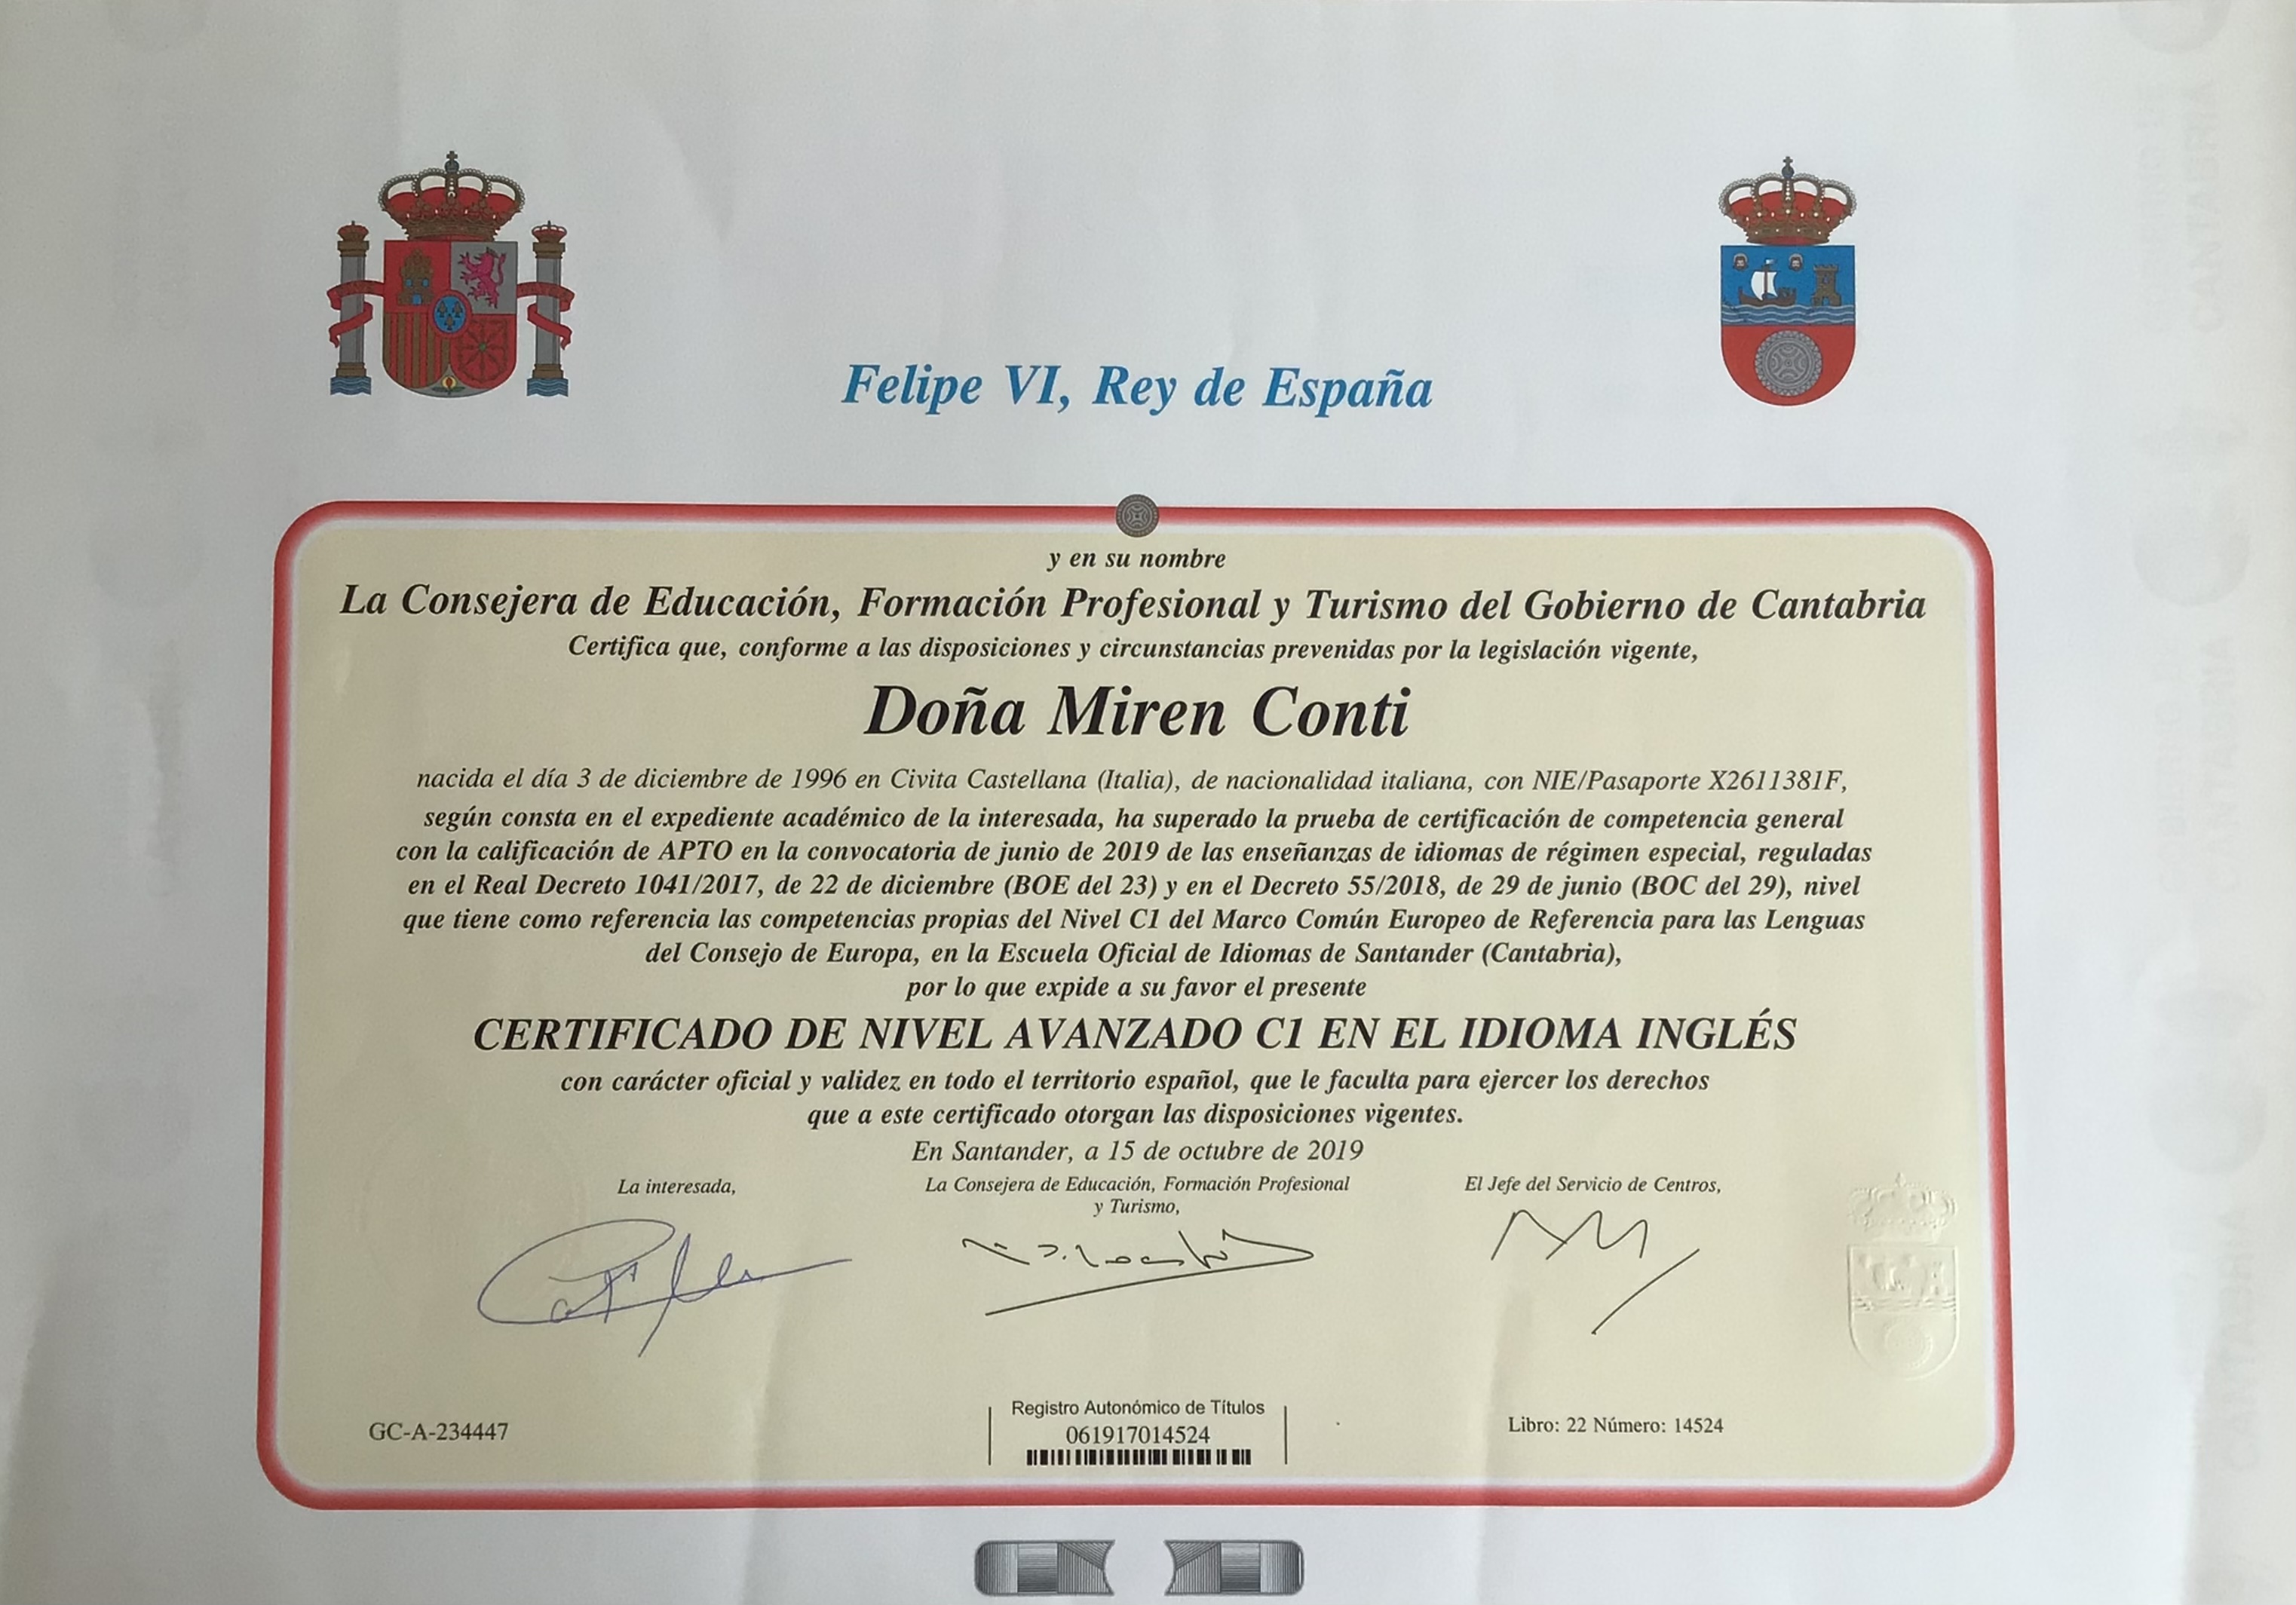 Felipe VI, Rey de España
y en su nombre
La Consejera de Educación, Formación Profesional y Turismo del Gobierno de Cantabria
Certifica que, conforme a las disposiciones y circunstancias prevenidas por la legislación vigente,
Doña Miren Conti
nacida el día 3 de diciembre de 1996 en Civita Castellana (Italia), de nacionalidad italiana, con NIE/Pasaporte X2611381F,
según consta en el expediente académico de la interesada, ha superado la prueba de certificación de competencia general
con la calificación de APTO en la convocatoria de junio de 2019 de las enseñanzas de idiomas de régimen especial, reguladas
en el Real Decreto 1041/2017, de 22 de diciembre (BOE del 23) y en el Decreto 55/2018, de 29 de junio (BOC del 29), nivel
que tiene como referencia las competencias propias del Nivel C1 del Marco Común Europeo de Referencia para las Lenguas
del Consejo de Europa, en la Escuela Oficial de Idiomas de Santander (Cantabria),
por lo que expide a su favor el presente
CERTIFICADO DE NIVEL AVANZADO C1 EN EL IDIOMA INGLÉS
con carácter oficial y validez en todo el territorio español, que le faculta para ejercer los derechos
que a este certificado otorgan las disposiciones vigentes.
En Santander, a 15 de octubre de 2019
La interesada,
La Consejera de Educación, Formación Profesional
y Turismo,
El Jefe del Servicio de Centros,
GC-A-234447
Registro Autonómico de Títulos
061917014524
Libro: 22 Número: 14524